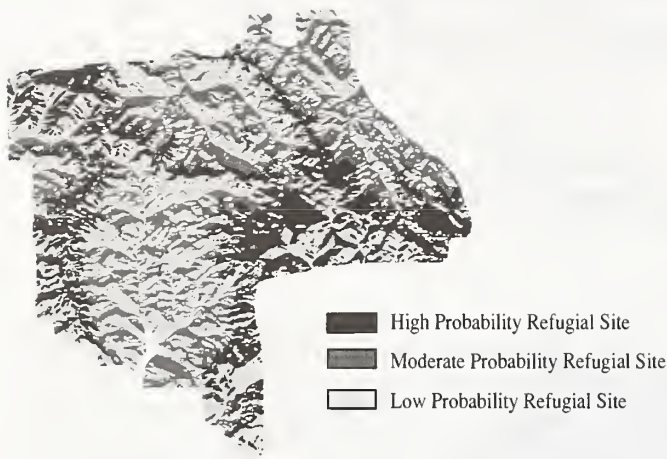 High Probability Refugial Site
Moderate Probability Refugial Site
Low Probability Refugial Site